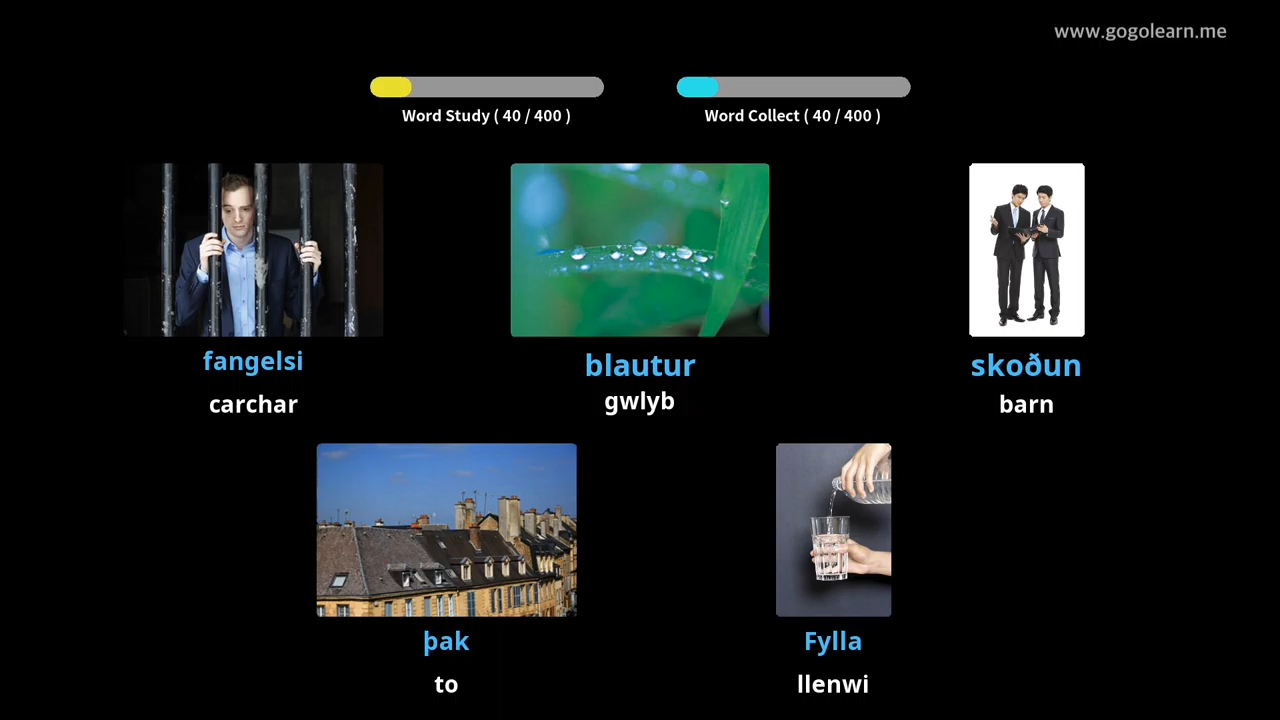 www.gogolearn.me
Word Study ( 40 / 400 )
Word Collect ( 40 / 400 )
fangelsi
carchar
blautur
gwlyb
skoðun
barn
þak
to
Fylla
llenwi